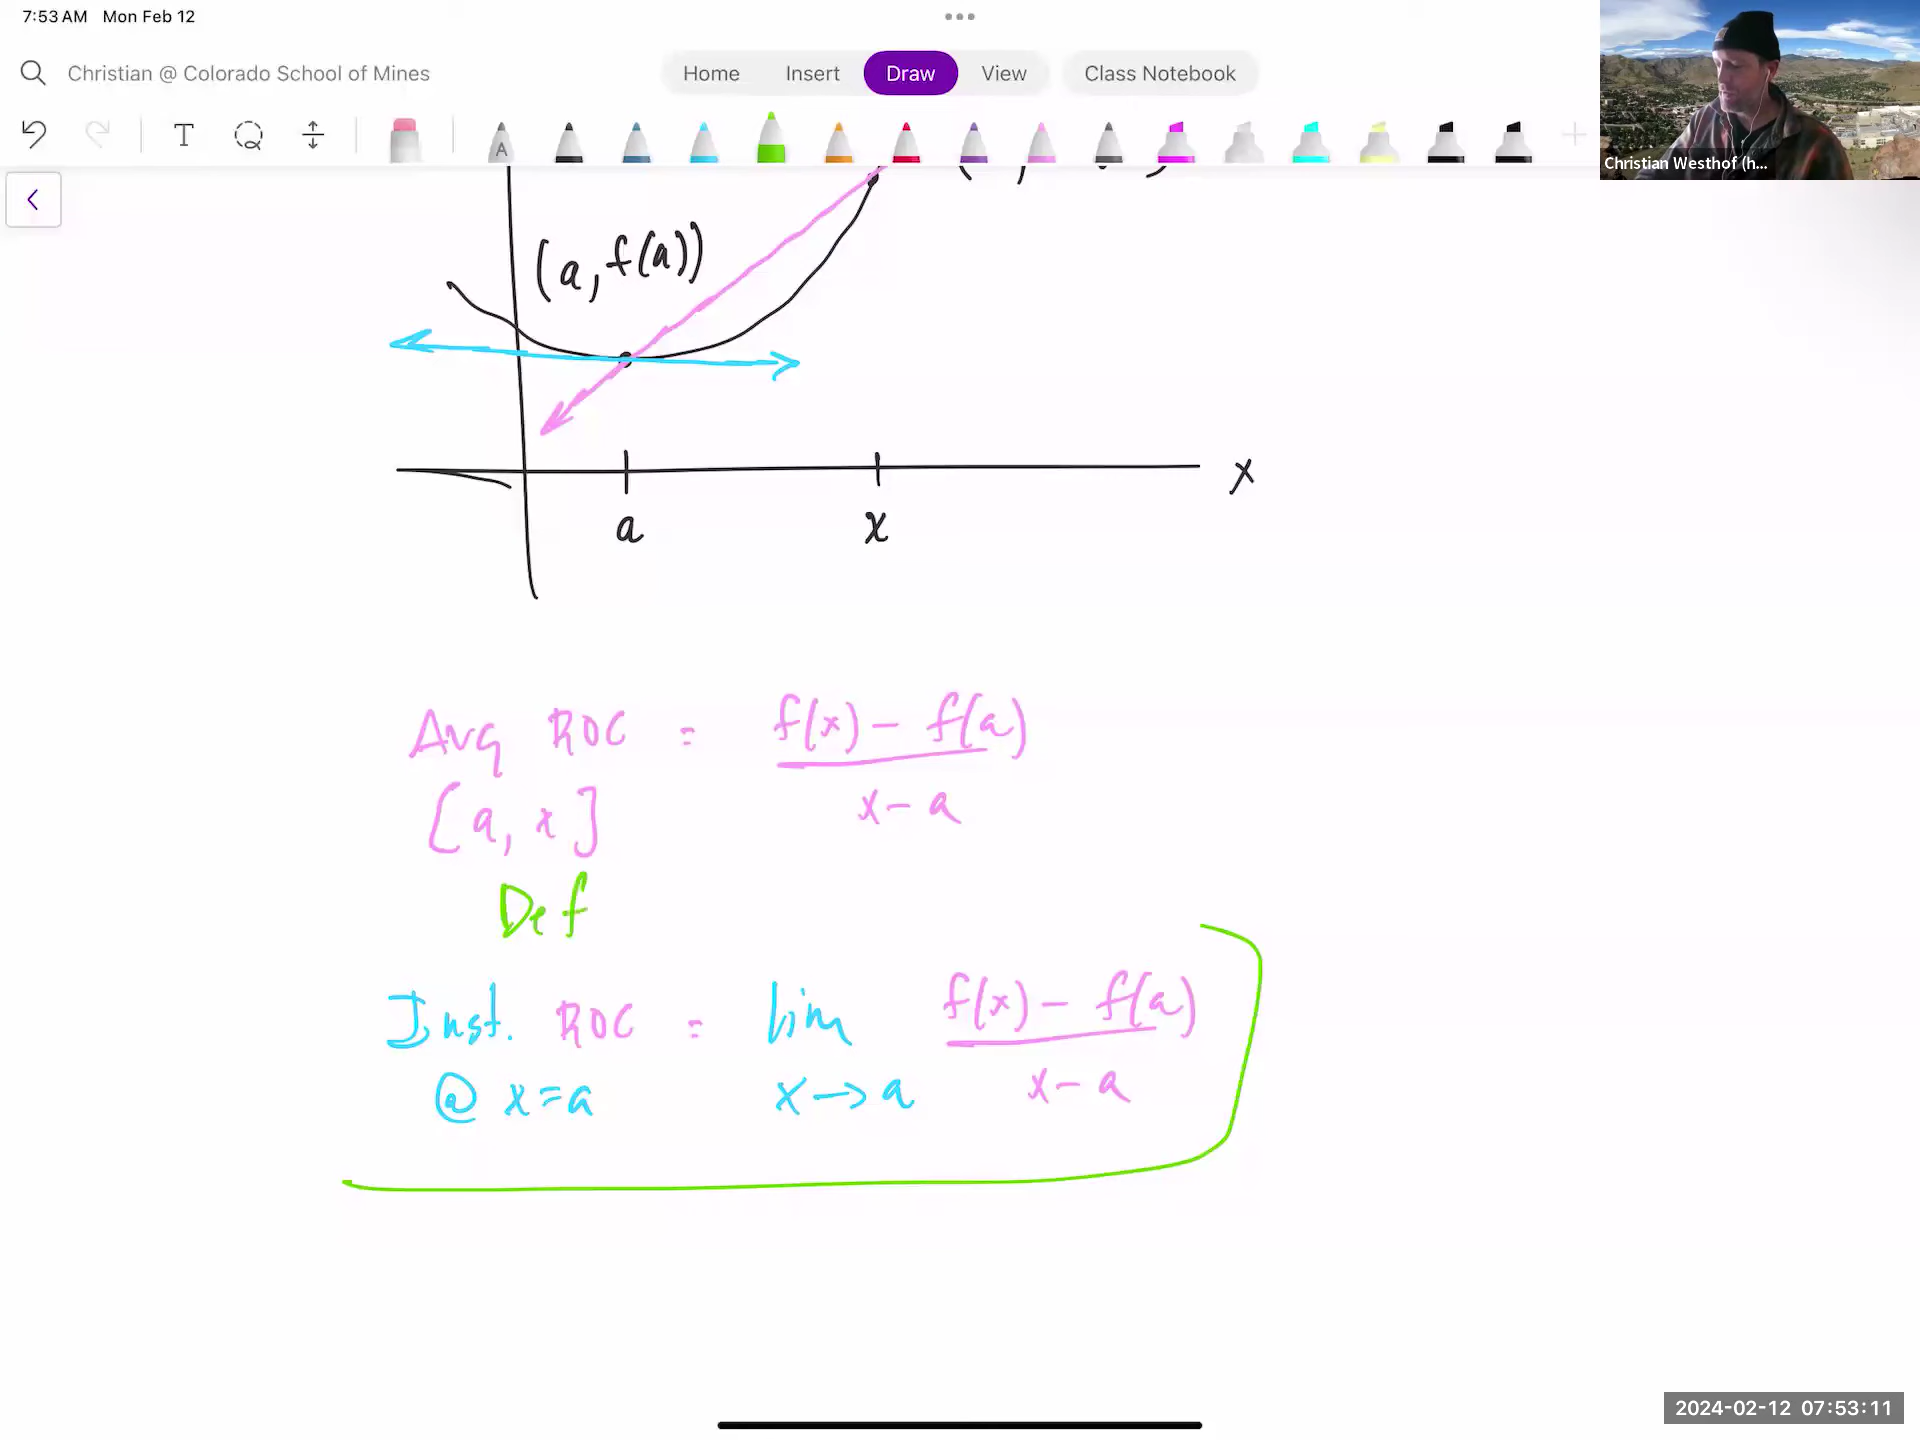 7:53 AM Mon Feb 12
Christian @ Colorado School of Mines
Home Insert Draw View Class Notebook
T
A
Christian Westhof (h...
(a, f(a))
x
a x
Avg ROC = f(x) - f(a)
x - a
[a, x]
Def
Inst. ROC = lim f(x) - f(a)
@ x=a x → a x - a
2024-02-12 07:53:11